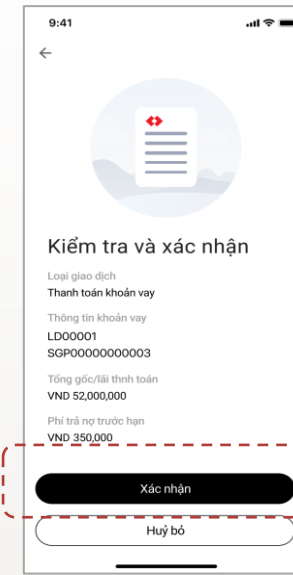 9:41
Kiểm tra và xác nhận
Loại giao dịch
Thanh toán khoản vay
Thông tin khoản vay
LD00001
SGP00000000003
Tổng gốc/lãi thnh toán
VND 52,000,000
Phí trả nợ trước hạn
VND 350,000
Xác nhận
Huỷ bỏ